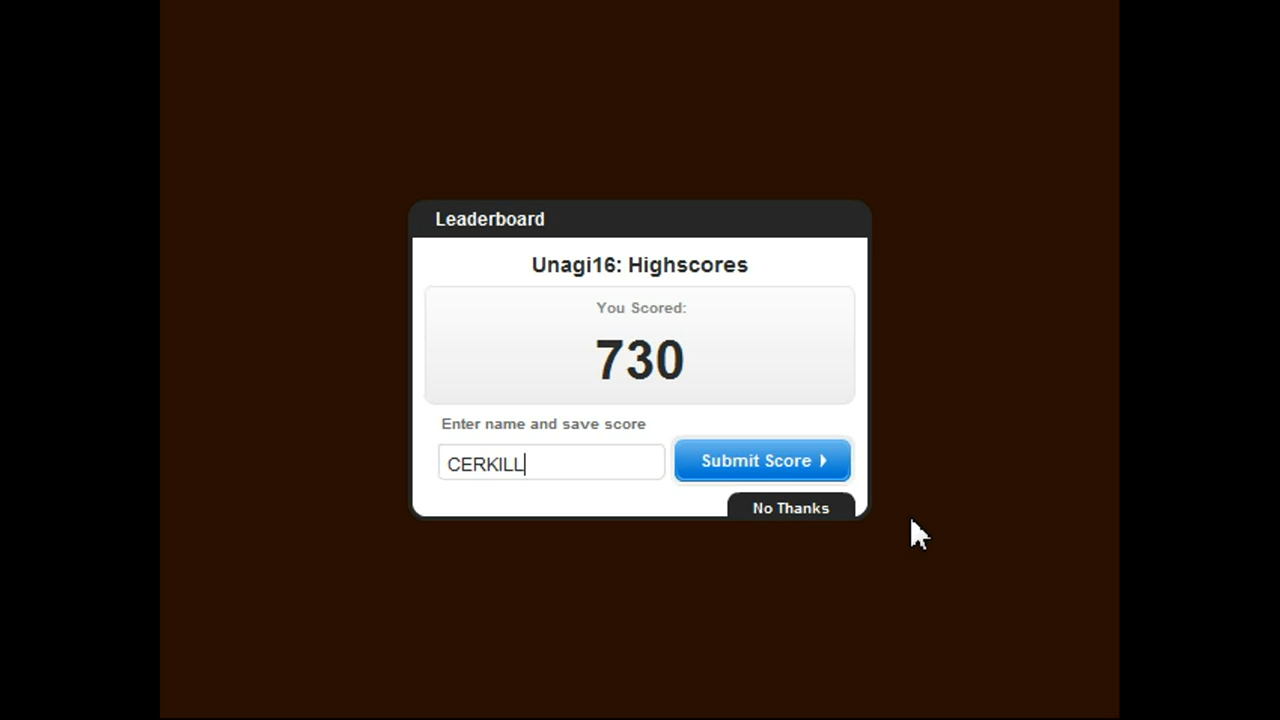 Leaderboard
Unagi16: Highscores
You Scored:
730
Enter name and save score
CERKILL
Submit Score
No Thanks